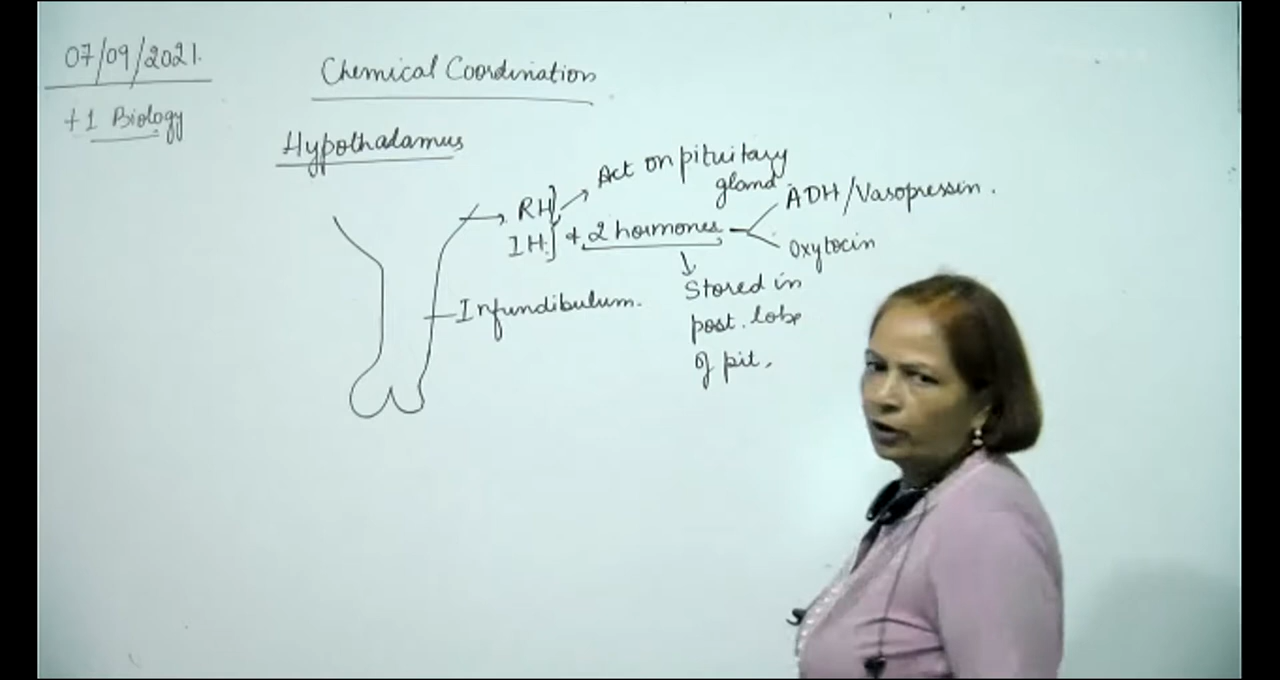 07/09/2021.
+1 Biology
Chemical Coordination
Hypothalamus
RH
IH
Act on pituitary
gland.
+ 2 hormones
ADH/Vasopressin.
Oxytocin
Stored in
post. lobe
of pit.
Infundibulum.